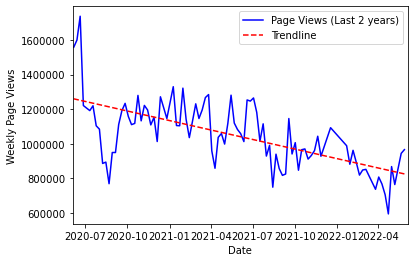 Page Views (Last 2 years)
Trendline
Weekly Page Views
1600000
1400000
1200000
1000000
800000
600000
2020-07 2020-10 2021-01 2021-04 2021-07 2021-10 2022-01 2022-04
Date